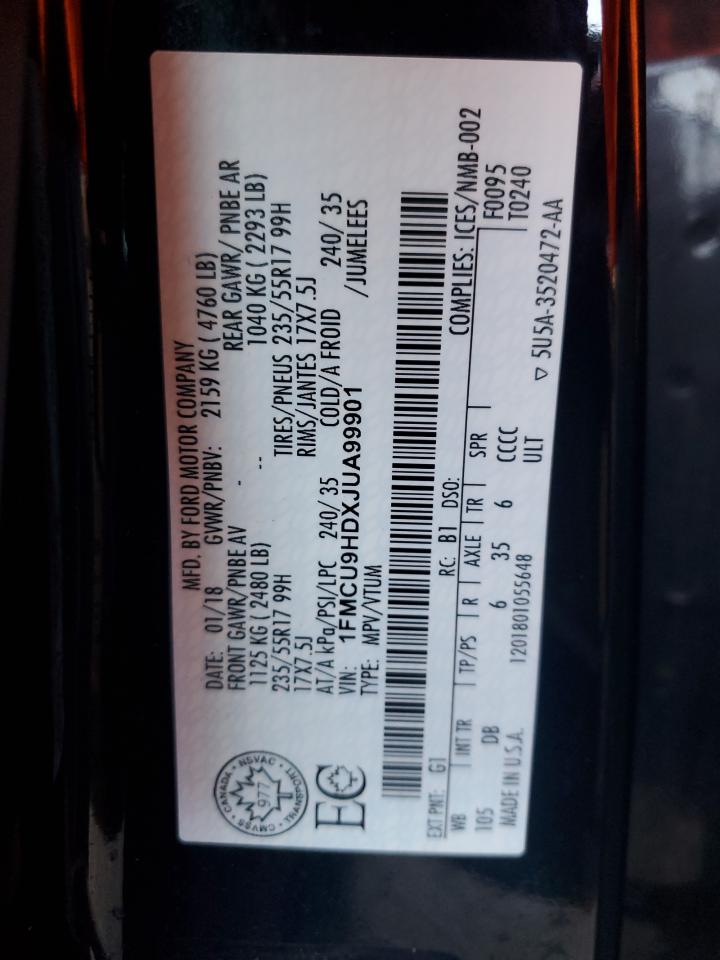 MFD. BY FORD MOTOR COMPANY
DATE: 01/18 GVWR/PNBV: 2159 KG ( 4760 LB)
FRONT GAWR/PNBE AV - REAR GAWR/ PNBE AR
1125 KG ( 2480 LB) -- 1040 KG ( 2293 LB)
235/55R17 99H TIRES/PNEUS 235/55R17 99H
17X7.5J RIMS/JANTES 17X7.5J
AT/A kPa/PSI/LPC 240/ 35 COLD/A FROID 240/ 35
VIN: 1FMCU9HDXJUA99901 /JUMELEES
TYPE: MPV/VTUM
CANADA • NSVAC • TRANSPORT • CMVSS •
977
EC
EXT PNT: G1 RC: B1 DSO: COMPLIES: ICES/NMB-002
WB INT TR TP/PS R AXLE TR SPR F0095
105 DB 6 35 6 CCCC T0240
MADE IN U.S.A. 1201801055648 ULT ▽ 5U5A-3520472-AA